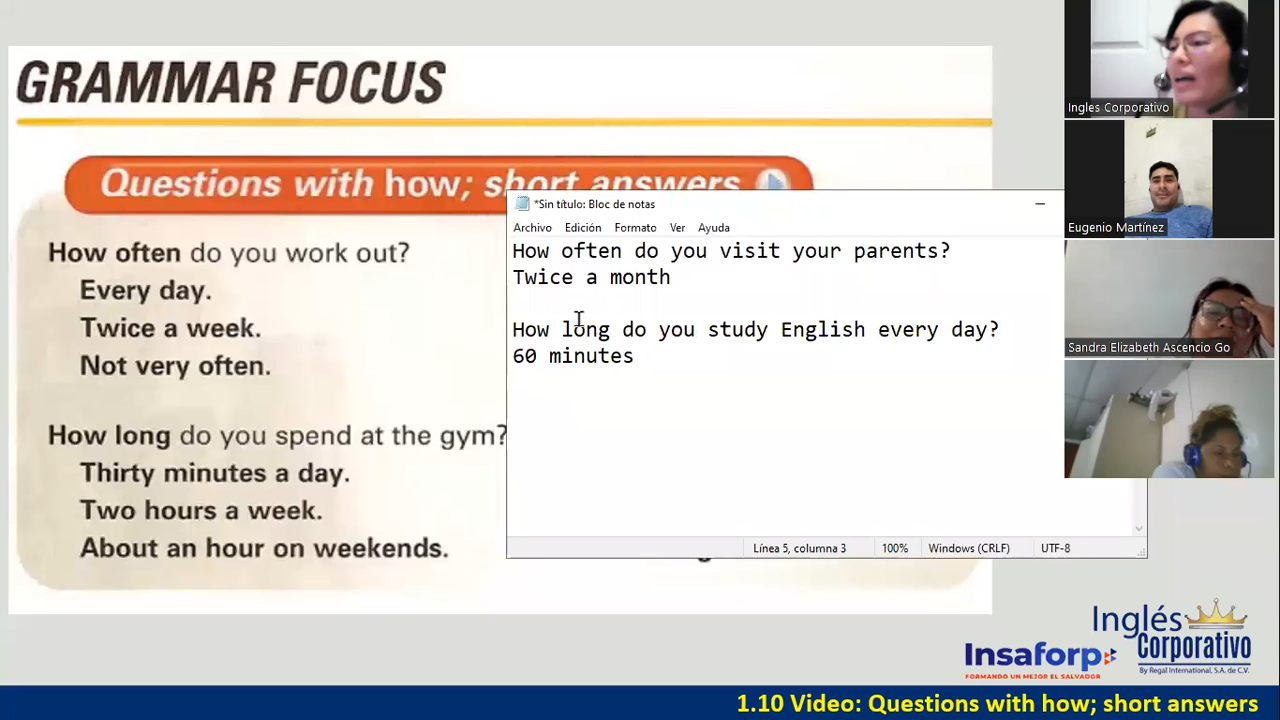 GRAMMAR FOCUS
Questions with how; short answers
How often do you work out?
Every day.
Twice a week.
Not very often.
How long do you spend at the gym?
Thirty minutes a day.
Two hours a week.
About an hour on weekends.
*Sin título: Bloc de notas
Archivo Edición Formato Ver Ayuda
How often do you visit your parents?
Twice a month
How long do you study English every day?
60 minutes
Línea 5, columna 3 100% Windows (CRLF) UTF-8
Ingles Corporativo
Eugenio Martínez
Sandra Elizabeth Ascencio Go
Inglés
Corporativo
By Regal International, S.A. de C.V.
Insaforp
FORMANDO UN MEJOR EL SALVADOR
1.10 Video: Questions with how; short answers